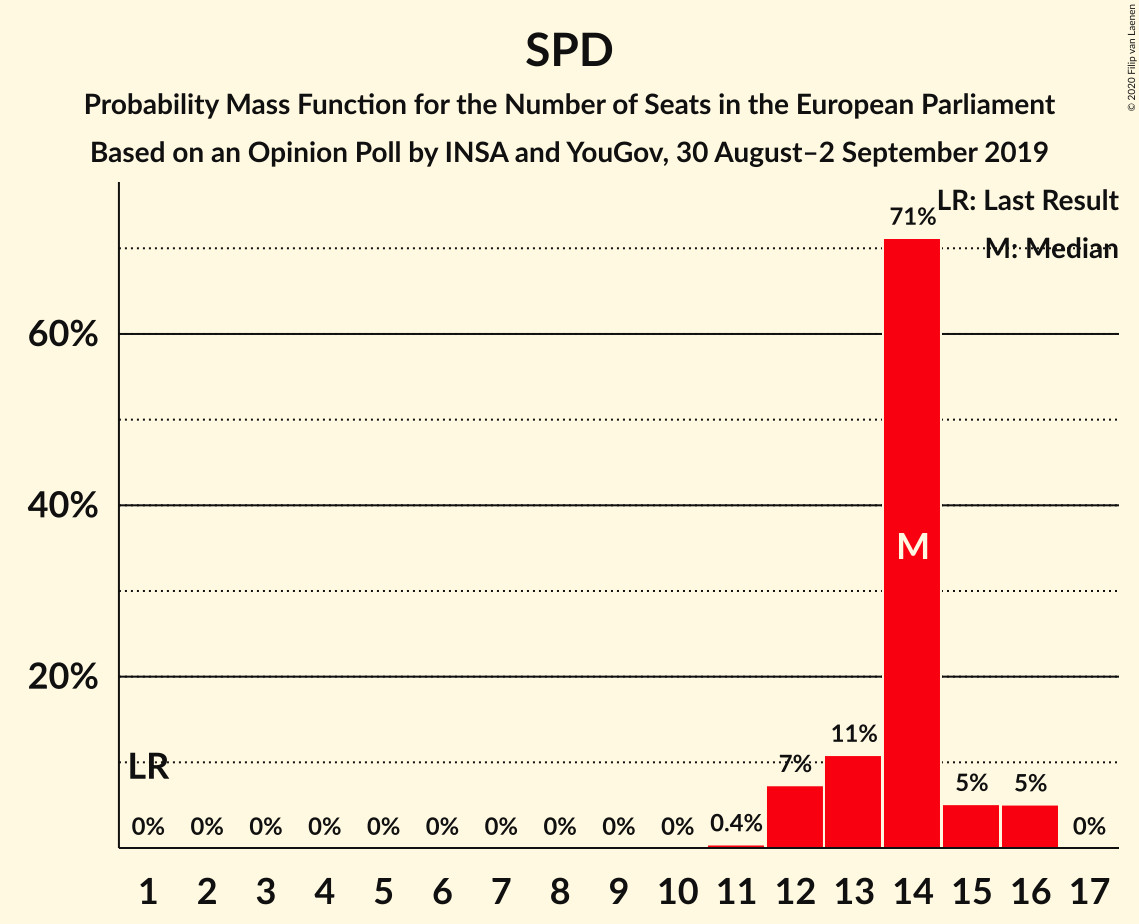 SPD
Probability Mass Function for the Number of Seats in the European Parliament
Based on an Opinion Poll by INSA and YouGov, 30 August–2 September 2019
© 2020 Filip van Laenen
LR: Last Result
M: Median
60%
40%
20%
LR
M
0%
0%
0%
0%
0%
0%
0%
0%
0%
0%
0.4%
7%
11%
71%
5%
5%
0%
1 2 3 4 5 6 7 8 9 10 11 12 13 14 15 16 17